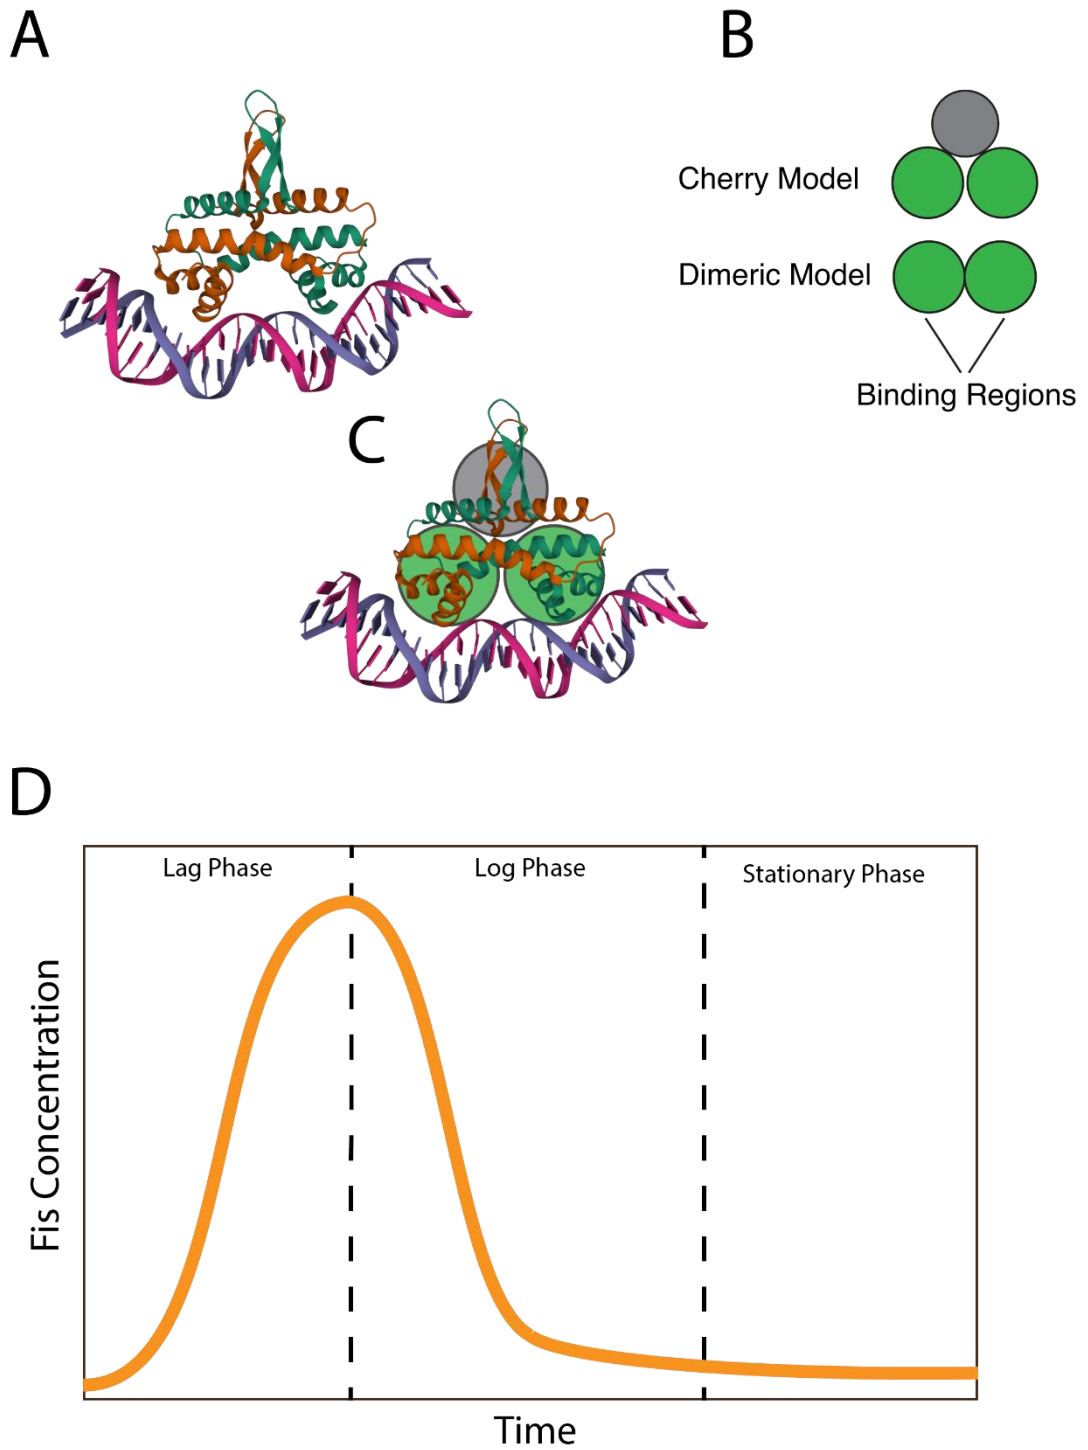 A
B
Cherry Model
Dimeric Model
Binding Regions
C
D
Lag Phase
Log Phase
Stationary Phase
Fis Concentration
Time